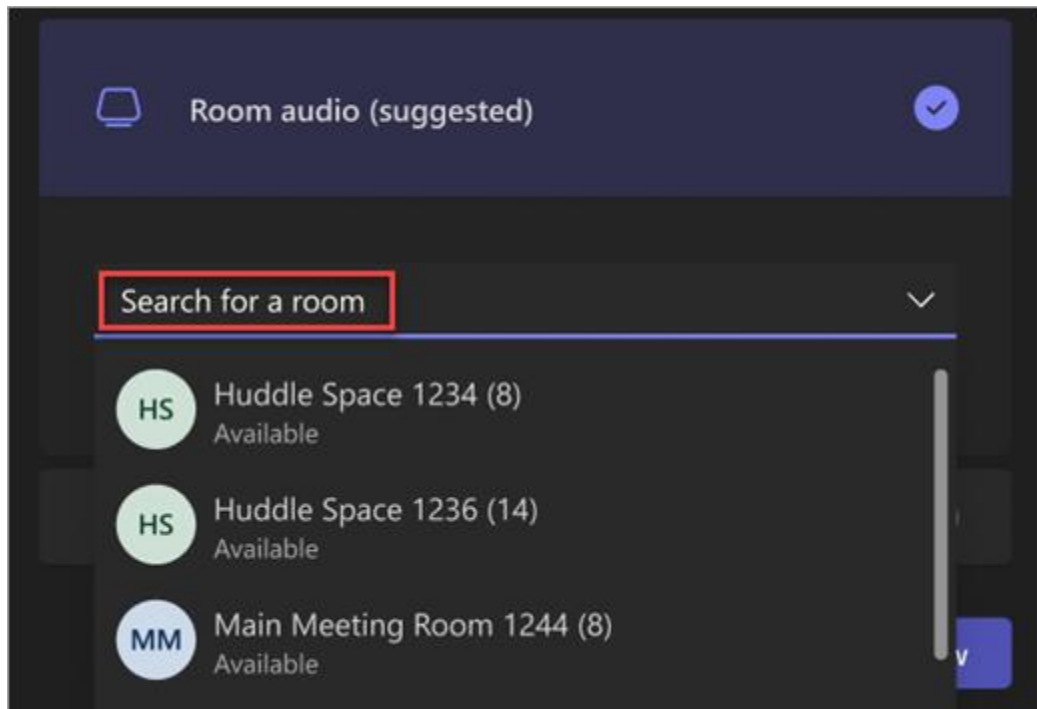 Room audio (suggested)
Search for a room
HS
Huddle Space 1234 (8)
Available
HS
Huddle Space 1236 (14)
Available
MM
Main Meeting Room 1244 (8)
Available